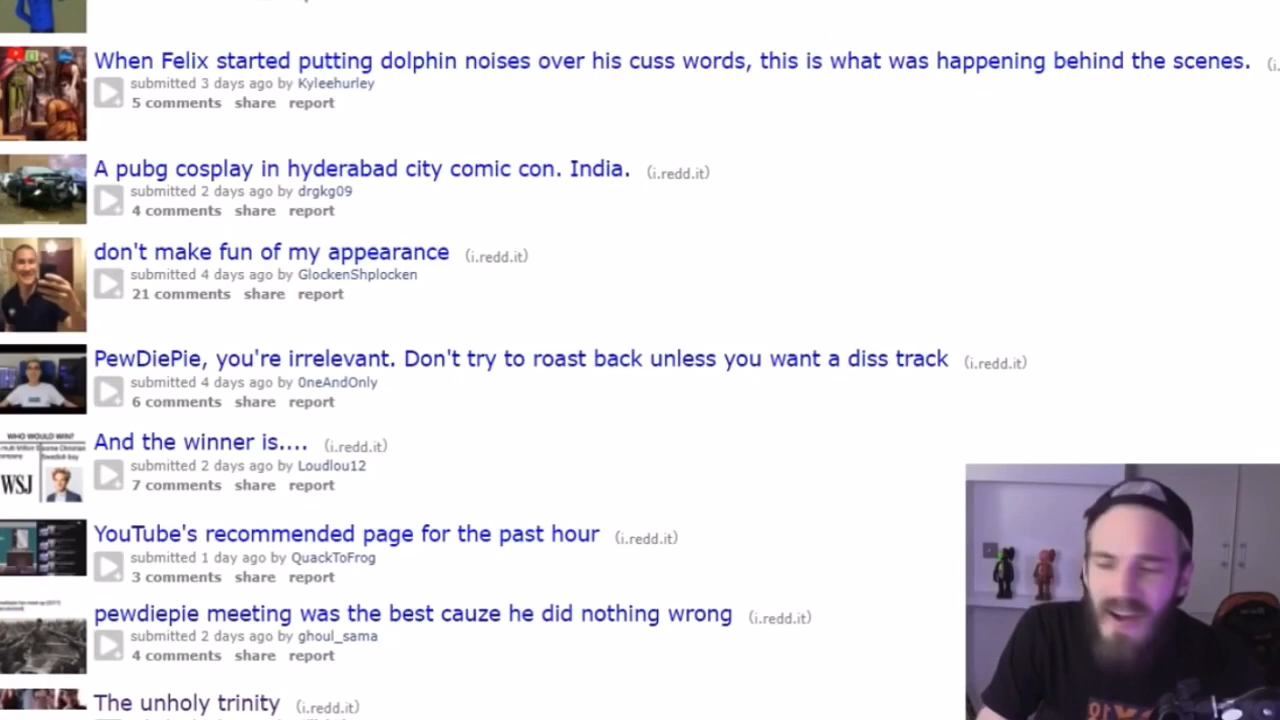 When Felix started putting dolphin noises over his cuss words, this is what was happening behind the scenes. (i.
submitted 3 days ago by Kyleehurley
5 comments share report
A pubg cosplay in hyderabad city comic con. India. (i.redd.it)
submitted 2 days ago by drgkg09
4 comments share report
don't make fun of my appearance (i.redd.it)
submitted 4 days ago by GlockenShplocken
21 comments share report
PewDiePie, you're irrelevant. Don't try to roast back unless you want a diss track (i.redd.it)
submitted 4 days ago by 0neAndOnly
6 comments share report
WHO WOULD WIN?
WSJ
And the winner is.... (i.redd.it)
submitted 2 days ago by Loudlou12
7 comments share report
YouTube's recommended page for the past hour (i.redd.it)
submitted 1 day ago by QuackToFrog
3 comments share report
pewdiepie meeting was the best cauze he did nothing wrong (i.redd.it)
submitted 2 days ago by ghoul_sama
4 comments share report
The unholy trinity (i.redd.it)